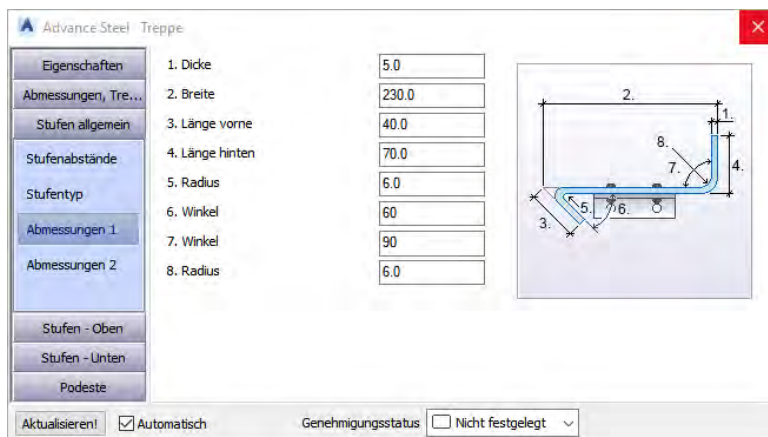 Advance Steel Treppe
Eigenschaften
Abmessungen, Tre...
Stufen allgemein
Stufenabstände
Stufentyp
Abmessungen 1
Abmessungen 2
Stufen - Oben
Stufen - Unten
Podeste
1. Dicke 5.0
2. Breite 230.0
3. Länge vorne 40.0
4. Länge hinten 70.0
5. Radius 6.0
6. Winkel 60
7. Winkel 90
8. Radius 6.0
2.
1.
8.
7.
4.
5.
6.
3.
Aktualisieren! Automatisch Genehmigungsstatus Nicht festgelegt